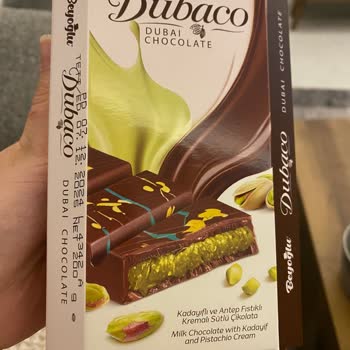 Dubaco
DUBAI
CHOCOLATE
Kadayıflı ve Antep Fıstıklı
Kremalı Sütlü Çikolata
Milk Chocolate with Kadayif
and Pistachio Cream
Beyoğlu
Dubaco
DUBAI CHOCOLATE
Beyoğlu
Dubaco
DUBAI CHOCOLATE